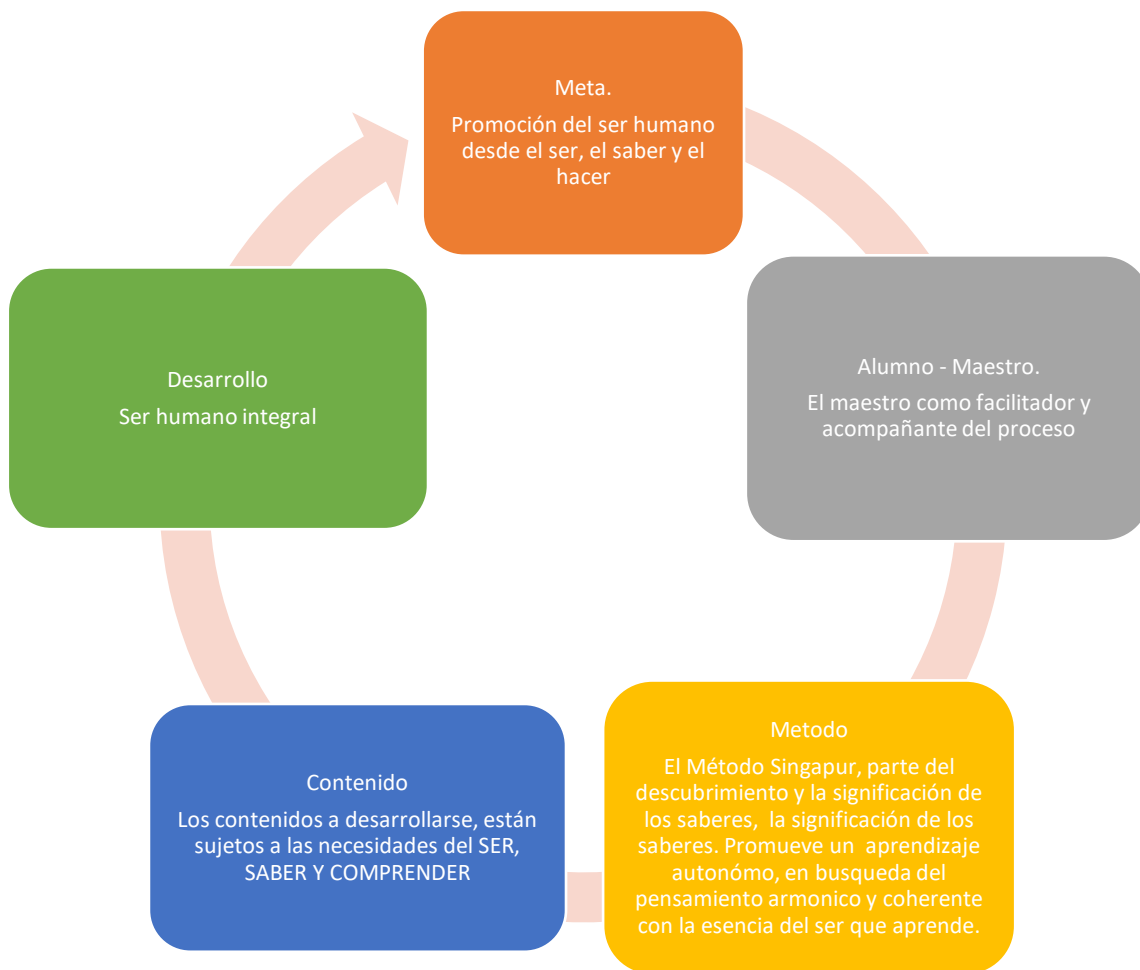 Meta.
Promoción del ser humano
desde el ser, el saber y el
hacer
Alumno - Maestro.
El maestro como facilitador y
acompañante del proceso
Metodo
El Método Singapur, parte del
descubrimiento y la significación de
los saberes, la significación de los
saberes. Promueve un aprendizaje
autonómo, en busqueda del
pensamiento armonico y coherente
con la esencia del ser que aprende.
Contenido
Los contenidos a desarrollarse, están
sujetos a las necesidades del SER,
SABER Y COMPRENDER
Desarrollo
Ser humano integral